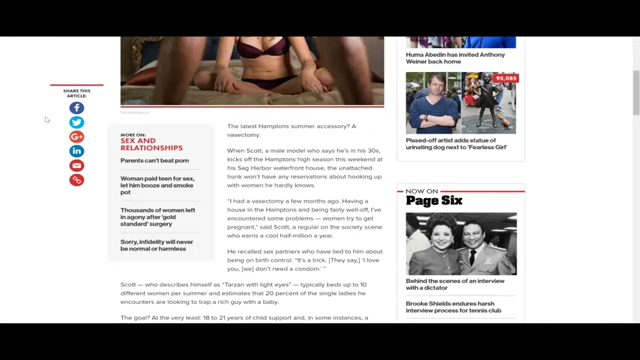 SHARE THIS
ARTICLE:
MORE ON:
SEX AND
RELATIONSHIPS
Parents can't beat porn
Woman paid teen for sex,
let him booze and smoke
pot
Thousands of women left
in agony after 'gold
standard' surgery
Sorry, infidelity will never
be normal or harmless
The latest Hamptons summer accessory? A
vasectomy.
When Scott, a male model who says he's in his 30s,
kicks off the Hamptons high season this weekend at
his Sag Harbor waterfront house, the unattached
hunk won't have any reservations about hooking up
with women he hardly knows.
"I had a vasectomy a few months ago. Having a
house in the Hamptons and being fairly well-off, I've
encountered some problems — women try to get
pregnant," said Scott, a regular on the society scene
who earns a cool half-million a year.
He recalled sex partners who have lied to him about
being on birth control. "It's a trick. [They say,] 'I love
you, [we] don't need a condom.' "
Scott — who describes himself as "Tarzan with light eyes" — typically beds up to 10
different women per summer and estimates that 20 percent of the single ladies he
encounters are looking to trap a rich guy with a baby.
The goal? At the very least: 18 to 21 years of child support and, in some instances, a
Huma Abedin has invited Anthony
Weiner back home
93,083
Pissed-off artist adds statue of
urinating dog next to 'Fearless Girl'
NOW ON
Page Six
Behind the scenes of an interview
with a dictator
Brooke Shields endures harsh
interview process for tennis club